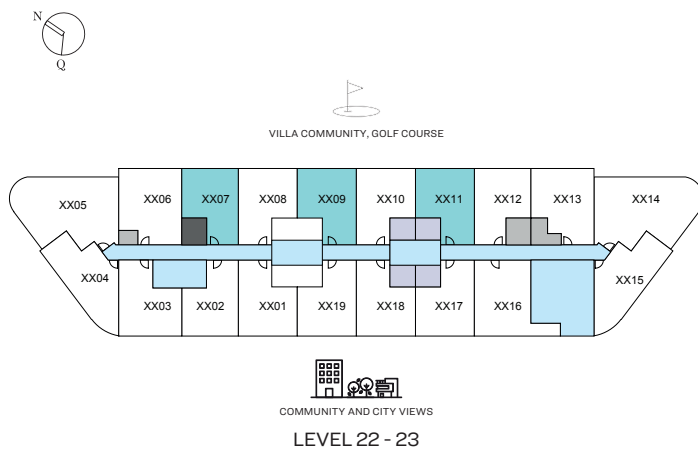 N
Q
VILLA COMMUNITY, GOLF COURSE
XX05
XX06
XX07
XX08
XX09
XX10
XX11
XX12
XX13
XX14
XX04
XX03
XX02
XX01
XX19
XX18
XX17
XX16
XX15
COMMUNITY AND CITY VIEWS
LEVEL 22 - 23